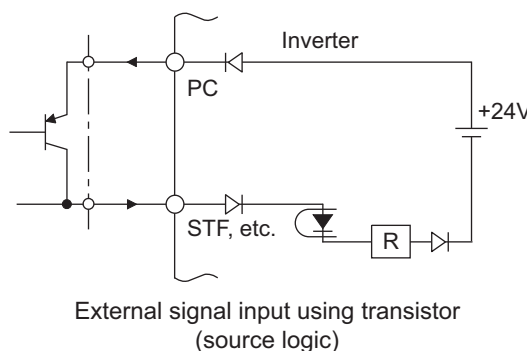 Inverter
PC
+24V
STF, etc.
R
External signal input using transistor
(source logic)